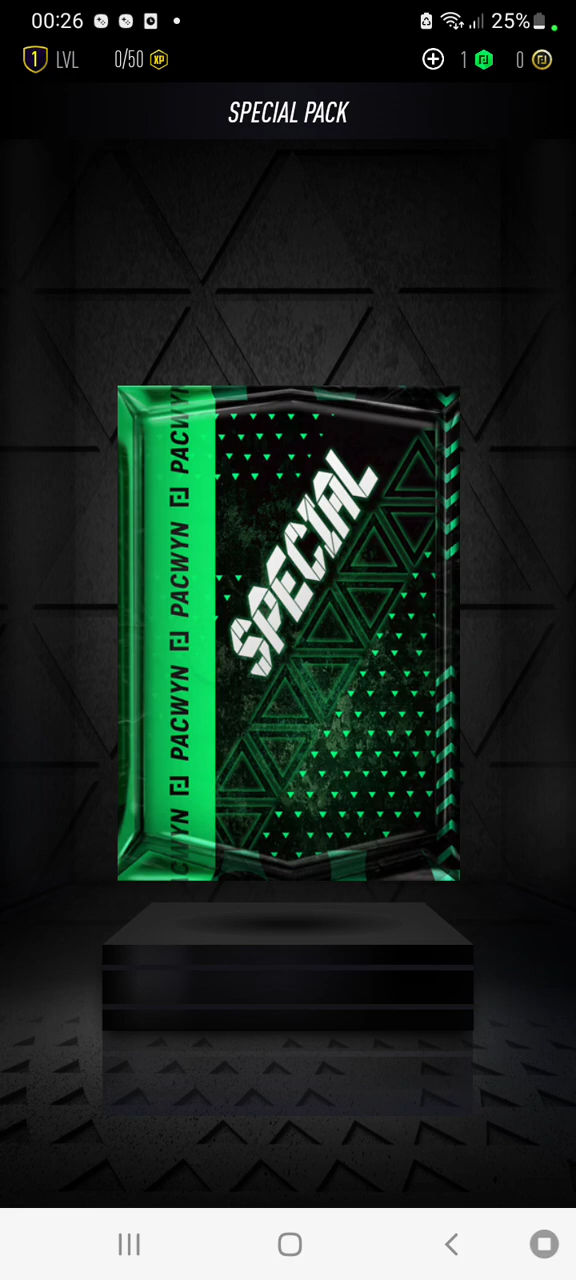 00:26 25%
1 LVL 0/50 XP 1 0
SPECIAL PACK
PACWYN
PACWYN
PACWYN
SPECIAL